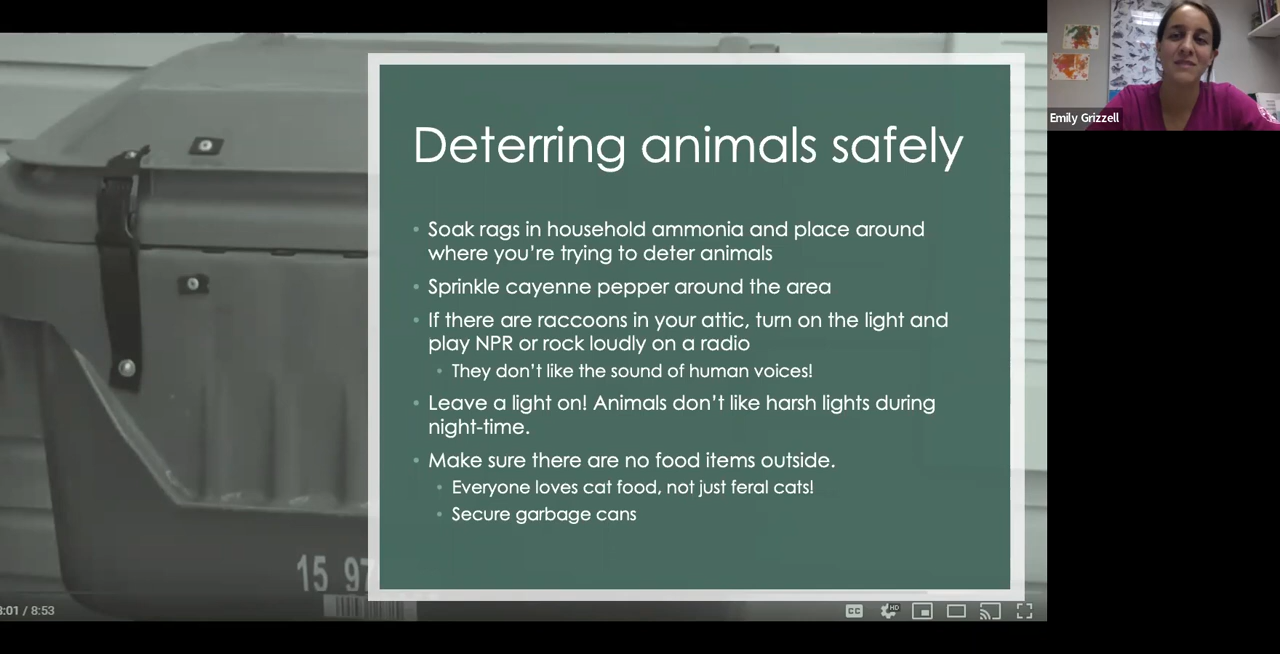 Emily Grizzell
Deterring animals safely
• Soak rags in household ammonia and place around
where you're trying to deter animals
• Sprinkle cayenne pepper around the area
• If there are raccoons in your attic, turn on the light and
play NPR or rock loudly on a radio
• They don't like the sound of human voices!
• Leave a light on! Animals don't like harsh lights during
night-time.
• Make sure there are no food items outside.
• Everyone loves cat food, not just feral cats!
• Secure garbage cans
15 97
:01 / 8:53
CC
HD